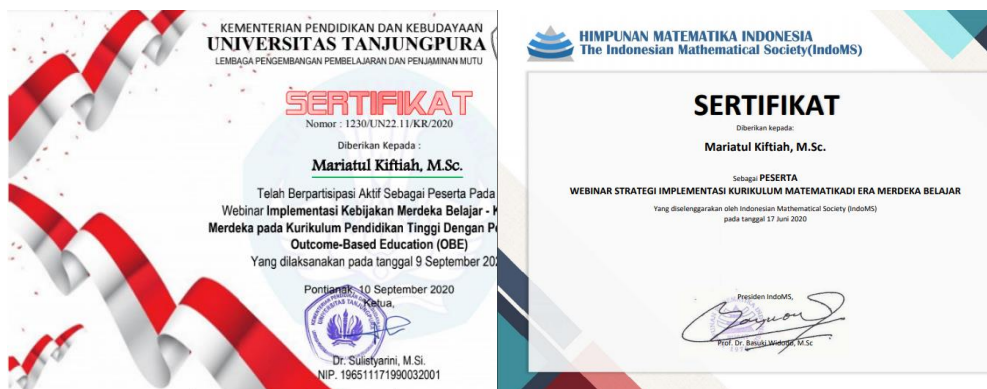 KEMENTERIAN PENDIDIKAN DAN KEBUDAYAAN
UNIVERSITAS TANJUNGPURA
LEMBAGA PENGEMBANGAN PEMBELAJARAN DAN PENJAMINAN MUTU
SERTIFIKAT
Nomor : 1230/UN22.11/KR/2020
Diberikan Kepada :
Mariatul Kiftiah, M.Sc.
Telah Berpartisipasi Aktif Sebagai Peserta Pada
Webinar Implementasi Kebijakan Merdeka Belajar - K
Merdeka pada Kurikulum Pendidikan Tinggi Dengan Pe
Outcome-Based Education (OBE)
Yang dilaksanakan pada tanggal 9 September 202
Pontianak, 10 September 2020
Ketua,
Dr. Sulistyarini, M.Si.
NIP. 196511171990032001
HIMPUNAN MATEMATIKA INDONESIA
The Indonesian Mathematical Society(IndoMS)
SERTIFIKAT
Diberikan kepada:
Mariatul Kiftiah, M.Sc.
Sebagai PESERTA
WEBINAR STRATEGI IMPLEMENTASI KURIKULUM MATEMATIKADI ERA MERDEKA BELAJAR
Yang diselenggarakan oleh Indonesian Mathematical Society (IndoMS)
pada tanggal 17 Juni 2020
Presiden IndoMS,
Prof. Dr. Basuki Widodo, M.Sc